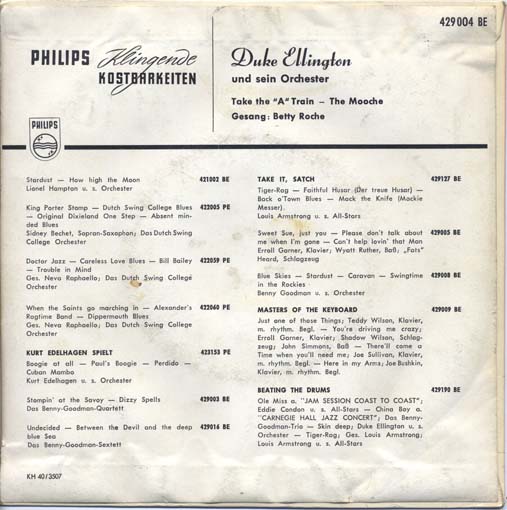 429 004 BE
PHILIPS Klingende KOSTBARKEITEN
Duke Ellington
und sein Orchester
Take the "A" Train – The Mooche
Gesang: Betty Roche
PHILIPS
Stardust — How high the Moon 421002 BE
Lionel Hampton u. s. Orchester
King Porter Stomp — Dutch Swing College Blues 422005 PE
— Original Dixieland One Step — Absent min-
ded Blues
Sidney Bechet, Sopran-Saxophon; Das Dutch Swing
College Orchester
Doctor Jazz — Careless Love Blues — Bill Bailey 422059 PE
— Trouble in Mind
Ges. Neva Raphaello; Das Dutch Swing College
Orchester
When the Saints go marching in — Alexander's 422060 PE
Ragtime Band — Dippermouth Blues
Ges. Neva Raphaello; Das Dutch Swing College
Orchester
KURT EDELHAGEN SPIELT 423153 PE
Boogie at all — Paul's Boogie — Perdido —
Cuban Mambo
Kurt Edelhagen u. s. Orchester
Stompin' at the Savoy — Dizzy Spells 429003 BE
Das Benny-Goodman-Quartett
Undecided — Between the Devil and the deep 429016 BE
blue Sea
Das Benny-Goodman-Sextett
TAKE IT, SATCH 429127 BE
Tiger-Rag — Faithful Husar (Der treue Husar) —
Back o'Town Blues — Mack the Knife (Mackie
Messer)
Louis Armstrong u. s. All-Stars
Sweet Sue, just you — Please don't talk about 429005 BE
me when I'm gone — Can't help lovin' that Man
Erroll Garner, Klavier; Wyatt Ruther, Baß; „Fats"
Heard, Schlagzeug
Blue Skies — Stardust — Caravan — Swingtime 429008 BE
in the Rockies
Benny Goodman u. s. Orchester
MASTERS OF THE KEYBOARD 429009 BE
Just one of those Things; Teddy Wilson, Klavier,
m. rhythm. Begl. — You're driving me crazy;
Erroll Garner, Klavier; Shadow Wilson, Schlag-
zeug; John Simmons, Baß — There'll come a
Time when you'll need me; Joe Sullivan, Klavier,
m. rhythm. Begl. — Here in my Arms; Joe Bushkin,
Klavier, m. rhythm. Begl.
BEATING THE DRUMS 429190 BE
Ole Miss a. "JAM SESSION COAST TO COAST";
Eddie Condon u. s. All-Stars — China Boy a.
"CARNEGIE HALL JAZZ CONCERT"; Das Benny-
Goodman-Trio — Skin deep; Duke Ellington u. s.
Orchester — Tiger-Rag; Ges. Louis Armstrong;
Louis Armstrong u. s. All-Stars
KH 40/3507